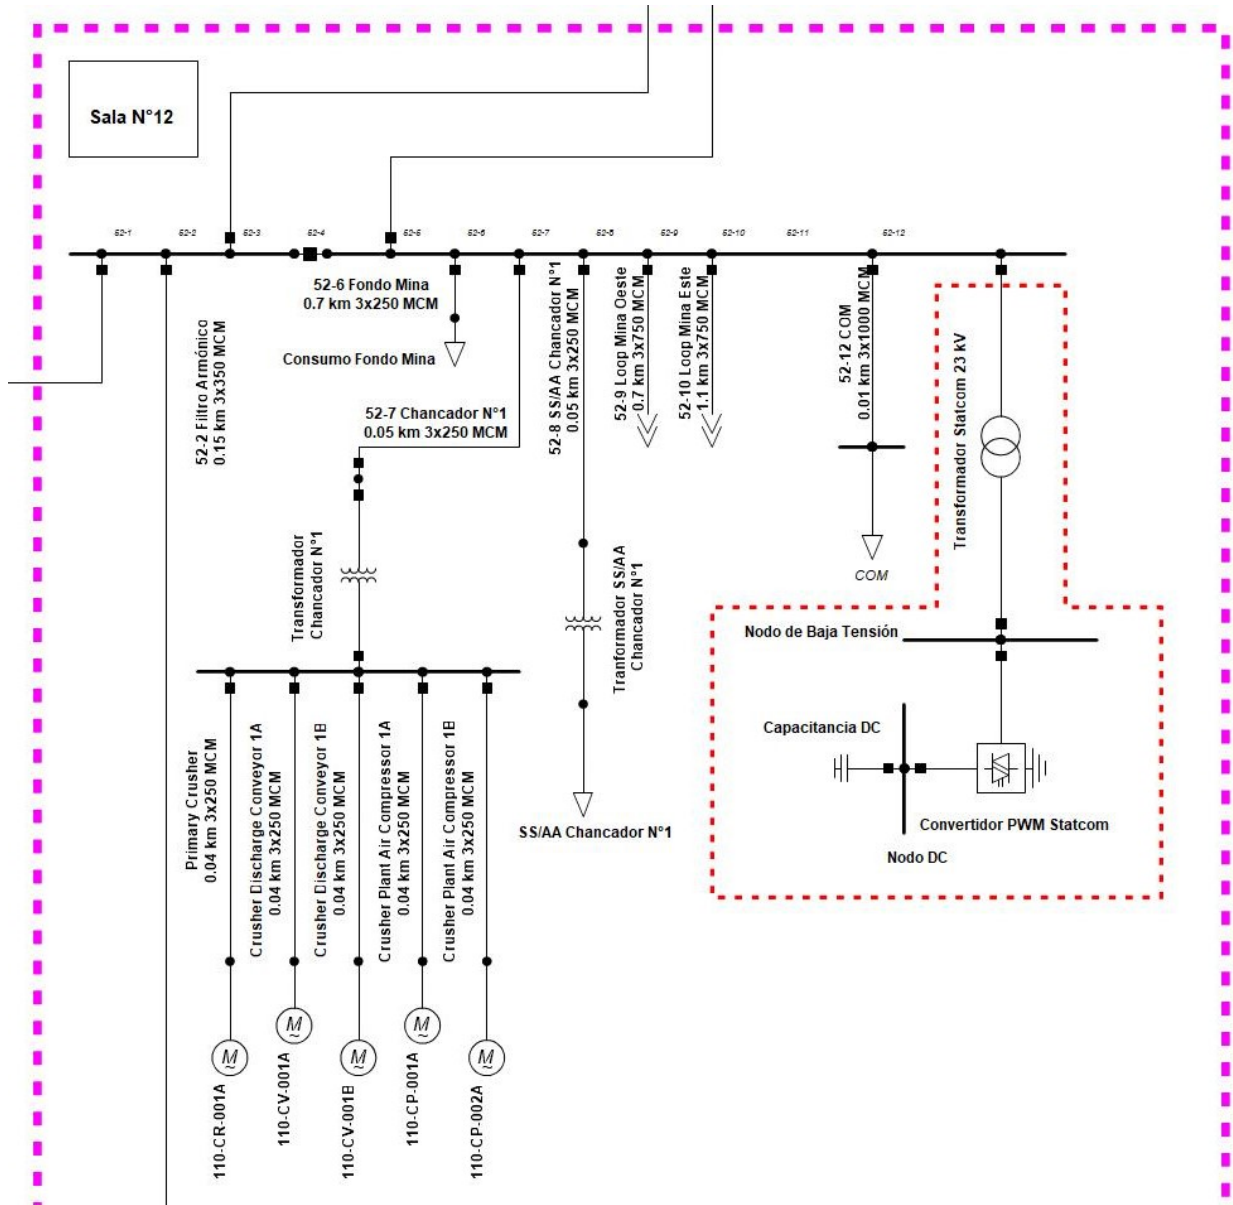 Sala N°12
52-1
52-2
52-3
52-4
52-5
52-6
52-7
52-8
52-9
52-10
52-11
52-12
52-2 Filtro Armónico
0.15 km 3x350 MCM
52-6 Fondo Mina
0.7 km 3x250 MCM
Consumo Fondo Mina
52-7 Chancador N°1
0.05 km 3x250 MCM
52-8 SS/AA Chancador N°1
0.05 km 3x250 MCM
52-9 Loop Mina Oeste
0.7 km 3x750 MCM
52-10 Loop Mina Este
1.1 km 3x750 MCM
52-12 COM
0.01 km 3x1000 MCM
COM
Transformador Statcom 23 kV
Transformador
Chancador N°1
Tranformador SS/AA
Chancador N°1
SS/AA Chancador N°1
Nodo de Baja Tensión
Capacitancia DC
Convertidor PWM Statcom
Nodo DC
Primary Crusher
0.04 km 3x250 MCM
Crusher Discharge Conveyor 1A
0.04 km 3x250 MCM
Crusher Discharge Conveyor 1B
0.04 km 3x250 MCM
Crusher Plant Air Compressor 1A
0.04 km 3x250 MCM
Crusher Plant Air Compressor 1B
0.04 km 3x250 MCM
M
~
M
~
M
~
M
~
M
~
110-CR-001A
110-CV-001A
110-CV-001B
110-CP-001A
110-CP-002A